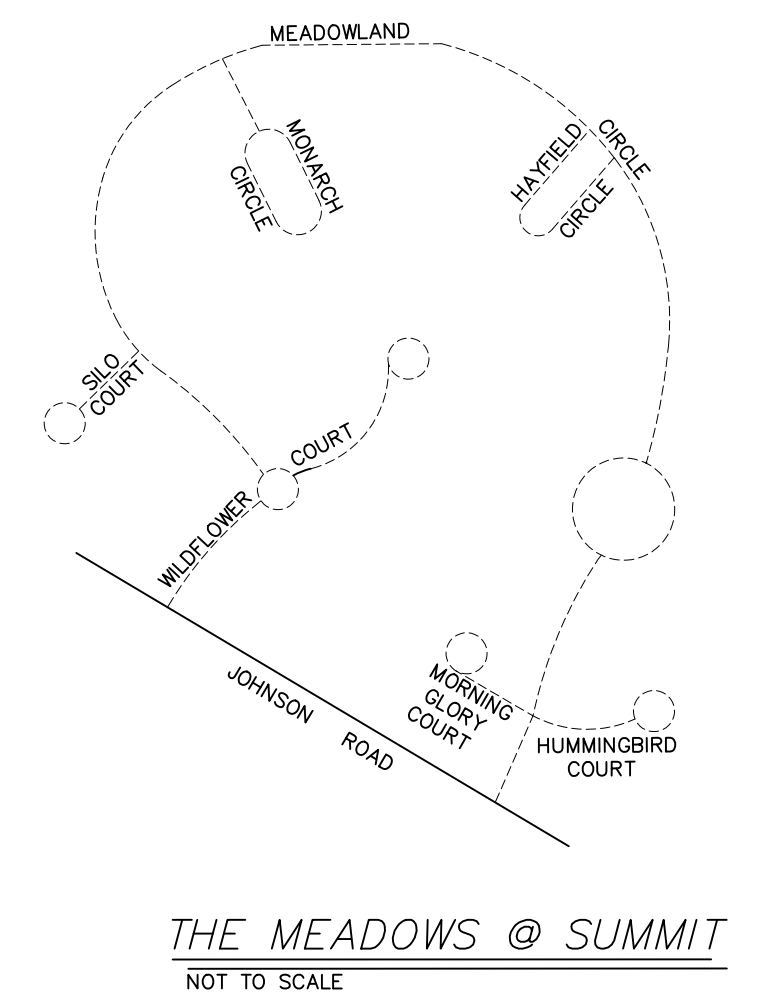 MEADOWLAND
CIRCLE
MONARCH
CIRCLE
HAYFIELD
CIRCLE
SILO
COURT
WILDFLOWER
COURT
JOHNSON ROAD
MORNING
GLORY
COURT
HUMMINGBIRD
COURT
THE MEADOWS @ SUMMIT
NOT TO SCALE